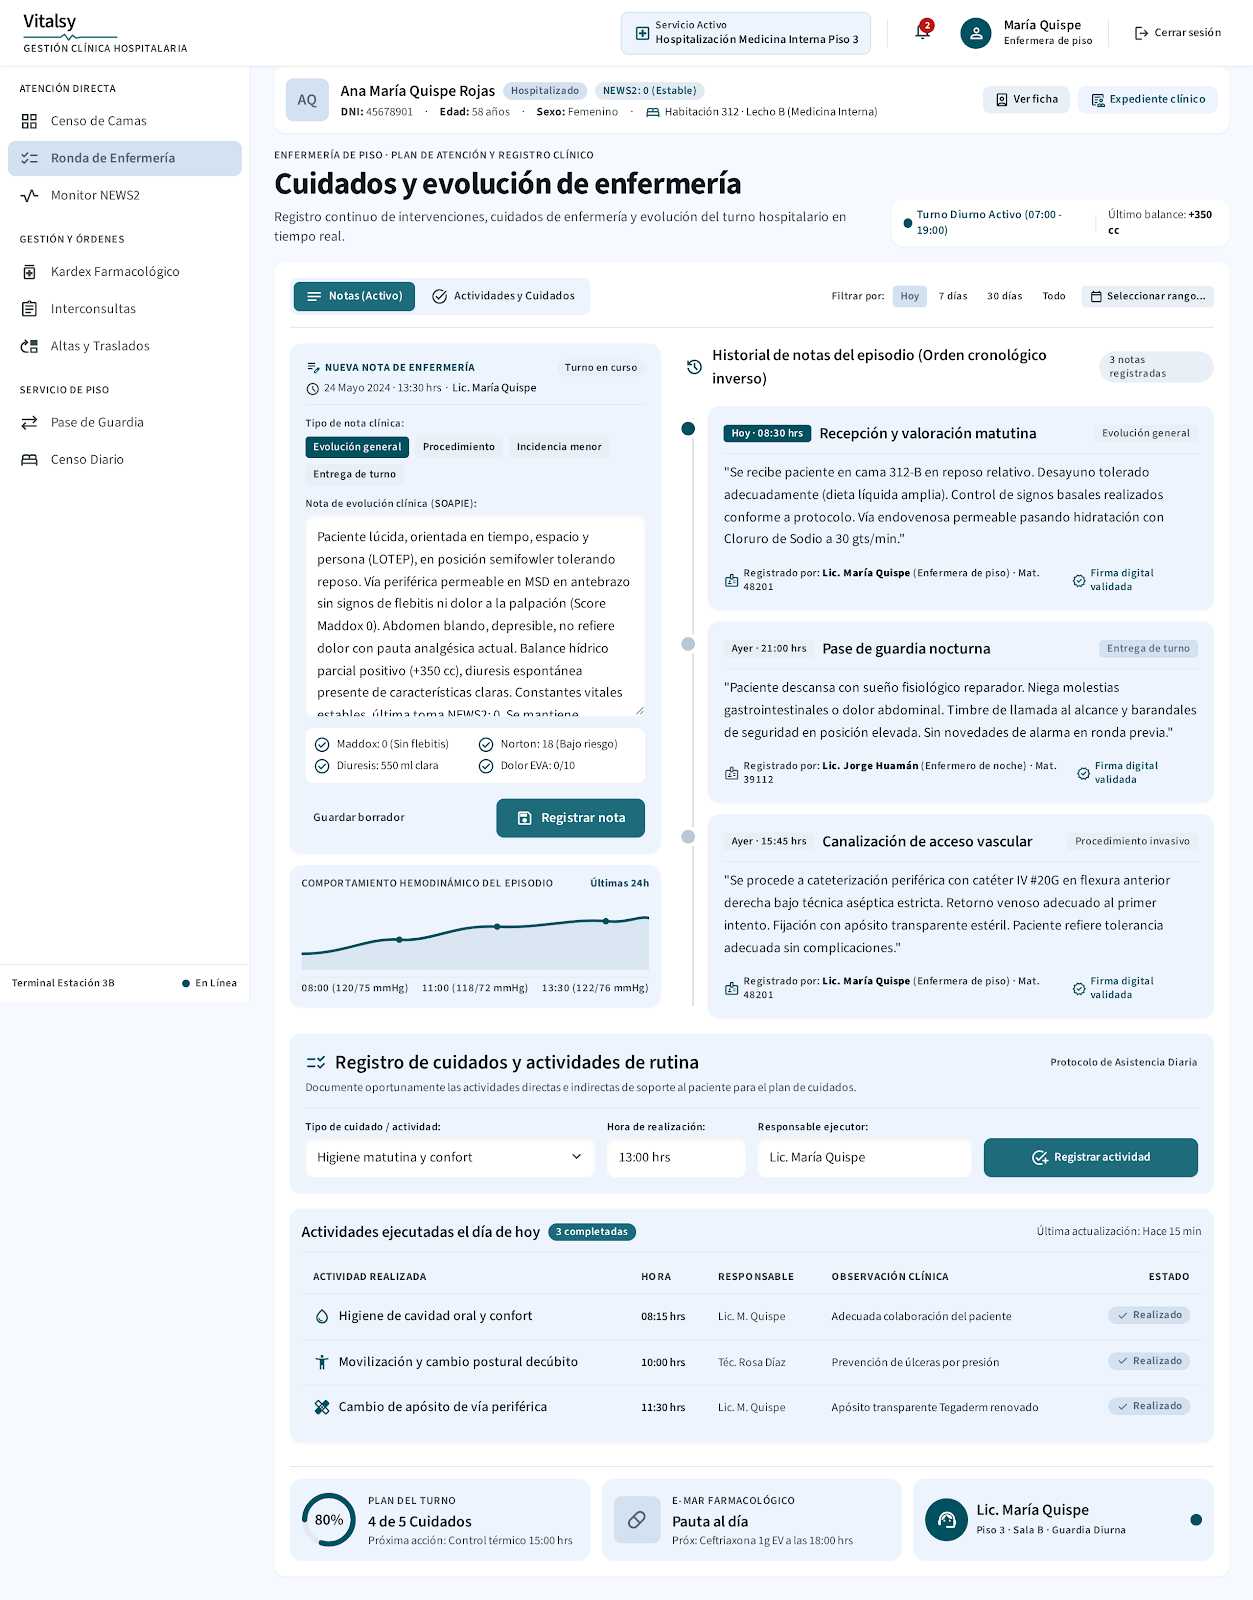 Vitalsy
GESTIÓN CLÍNICA HOSPITALARIA
Servicio Activo
Hospitalización Medicina Interna Piso 3
2
María Quispe
Enfermera de piso
Cerrar sesión
ATENCIÓN DIRECTA
Censo de Camas
Ronda de Enfermería
Monitor NEWS2
GESTIÓN Y ÓRDENES
Kardex Farmacológico
Interconsultas
Altas y Traslados
SERVICIO DE PISO
Pase de Guardia
Censo Diario
Terminal Estación 3B
En Línea
AQ
Ana María Quispe Rojas
Hospitalizado
NEWS2: 0 (Estable)
DNI: 45678901 · Edad: 58 años · Sexo: Femenino · Habitación 312 · Lecho B (Medicina Interna)
Ver ficha
Expediente clínico
ENFERMERÍA DE PISO · PLAN DE ATENCIÓN Y REGISTRO CLÍNICO
Cuidados y evolución de enfermería
Registro continuo de intervenciones, cuidados de enfermería y evolución del turno hospitalario en
tiempo real.
Turno Diurno Activo (07:00 -
19:00)
Último balance: +350
cc
Notas (Activo)
Actividades y Cuidados
Filtrar por:
Hoy
7 días
30 días
Todo
Seleccionar rango...
NUEVA NOTA DE ENFERMERÍA
Turno en curso
24 Mayo 2024 · 13:30 hrs · Lic. María Quispe
Tipo de nota clínica:
Evolución general
Procedimiento
Incidencia menor
Entrega de turno
Nota de evolución clínica (SOAPIE):
Paciente lúcida, orientada en tiempo, espacio y
persona (LOTEP), en posición semifowler tolerando
reposo. Vía periférica permeable en MSD en antebrazo
sin signos de flebitis ni dolor a la palpación (Score
Maddox 0). Abdomen blando, depresible, no refiere
dolor con pauta analgésica actual. Balance hídrico
parcial positivo (+350 cc), diuresis espontánea
presente de características claras. Constantes vitales
estables, última toma NEWS2: 0. Se mantiene
Maddox: 0 (Sin flebitis)
Norton: 18 (Bajo riesgo)
Diuresis: 550 ml clara
Dolor EVA: 0/10
Guardar borrador
Registrar nota
COMPORTAMIENTO HEMODINÁMICO DEL EPISODIO
Últimas 24h
08:00 (120/75 mmHg)
11:00 (118/72 mmHg)
13:30 (122/76 mmHg)
Historial de notas del episodio (Orden cronológico
inverso)
3 notas
registradas
Hoy · 08:30 hrs
Recepción y valoración matutina
Evolución general
"Se recibe paciente en cama 312-B en reposo relativo. Desayuno tolerado
adecuadamente (dieta líquida amplia). Control de signos basales realizados
conforme a protocolo. Vía endovenosa permeable pasando hidratación con
Cloruro de Sodio a 30 gts/min."
Registrado por: Lic. María Quispe (Enfermera de piso) · Mat.
48201
Firma digital
validada
Ayer · 21:00 hrs
Pase de guardia nocturna
Entrega de turno
"Paciente descansa con sueño fisiológico reparador. Niega molestias
gastrointestinales o dolor abdominal. Timbre de llamada al alcance y barandales
de seguridad en posición elevada. Sin novedades de alarma en ronda previa."
Registrado por: Lic. Jorge Huamán (Enfermero de noche) · Mat.
39112
Firma digital
validada
Ayer · 15:45 hrs
Canalización de acceso vascular
Procedimiento invasivo
"Se procede a cateterización periférica con catéter IV #20G en flexura anterior
derecha bajo técnica aséptica estricta. Retorno venoso adecuado al primer
intento. Fijación con apósito transparente estéril. Paciente refiere tolerancia
adecuada sin complicaciones."
Registrado por: Lic. María Quispe (Enfermera de piso) · Mat.
48201
Firma digital
validada
Registro de cuidados y actividades de rutina
Protocolo de Asistencia Diaria
Documente oportunamente las actividades directas e indirectas de soporte al paciente para el plan de cuidados.
Tipo de cuidado / actividad:
Hora de realización:
Responsable ejecutor:
Higiene matutina y confort
13:00 hrs
Lic. María Quispe
Registrar actividad
Actividades ejecutadas el día de hoy
3 completadas
Última actualización: Hace 15 min
ACTIVIDAD REALIZADA
HORA
RESPONSABLE
OBSERVACIÓN CLÍNICA
ESTADO
Higiene de cavidad oral y confort
08:15 hrs
Lic. M. Quispe
Adecuada colaboración del paciente
Realizado
Movilización y cambio postural decúbito
10:00 hrs
Téc. Rosa Díaz
Prevención de úlceras por presión
Realizado
Cambio de apósito de vía periférica
11:30 hrs
Lic. M. Quispe
Apósito transparente Tegaderm renovado
Realizado
80%
PLAN DEL TURNO
4 de 5 Cuidados
Próxima acción: Control térmico 15:00 hrs
E-MAR FARMACOLÓGICO
Pauta al día
Próx: Ceftriaxona 1g EV a las 18:00 hrs
Lic. María Quispe
Piso 3 · Sala B · Guardia Diurna